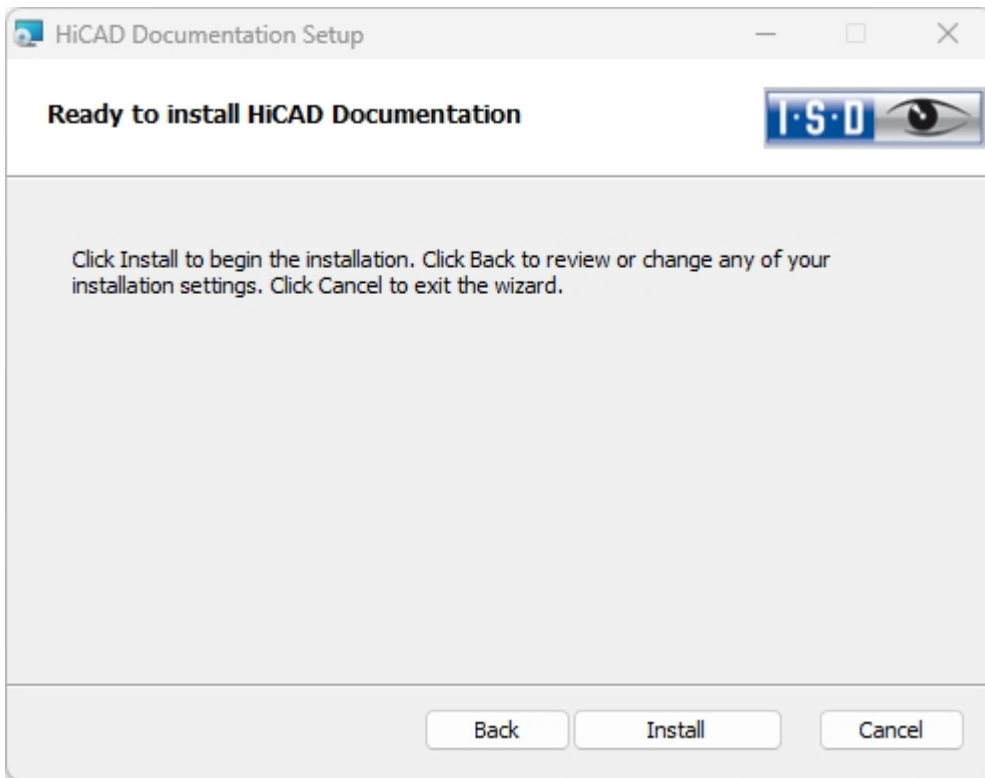 HiCAD Documentation Setup
Ready to install HiCAD Documentation
I·S·D
Click Install to begin the installation. Click Back to review or change any of your
installation settings. Click Cancel to exit the wizard.
Back
Install
Cancel